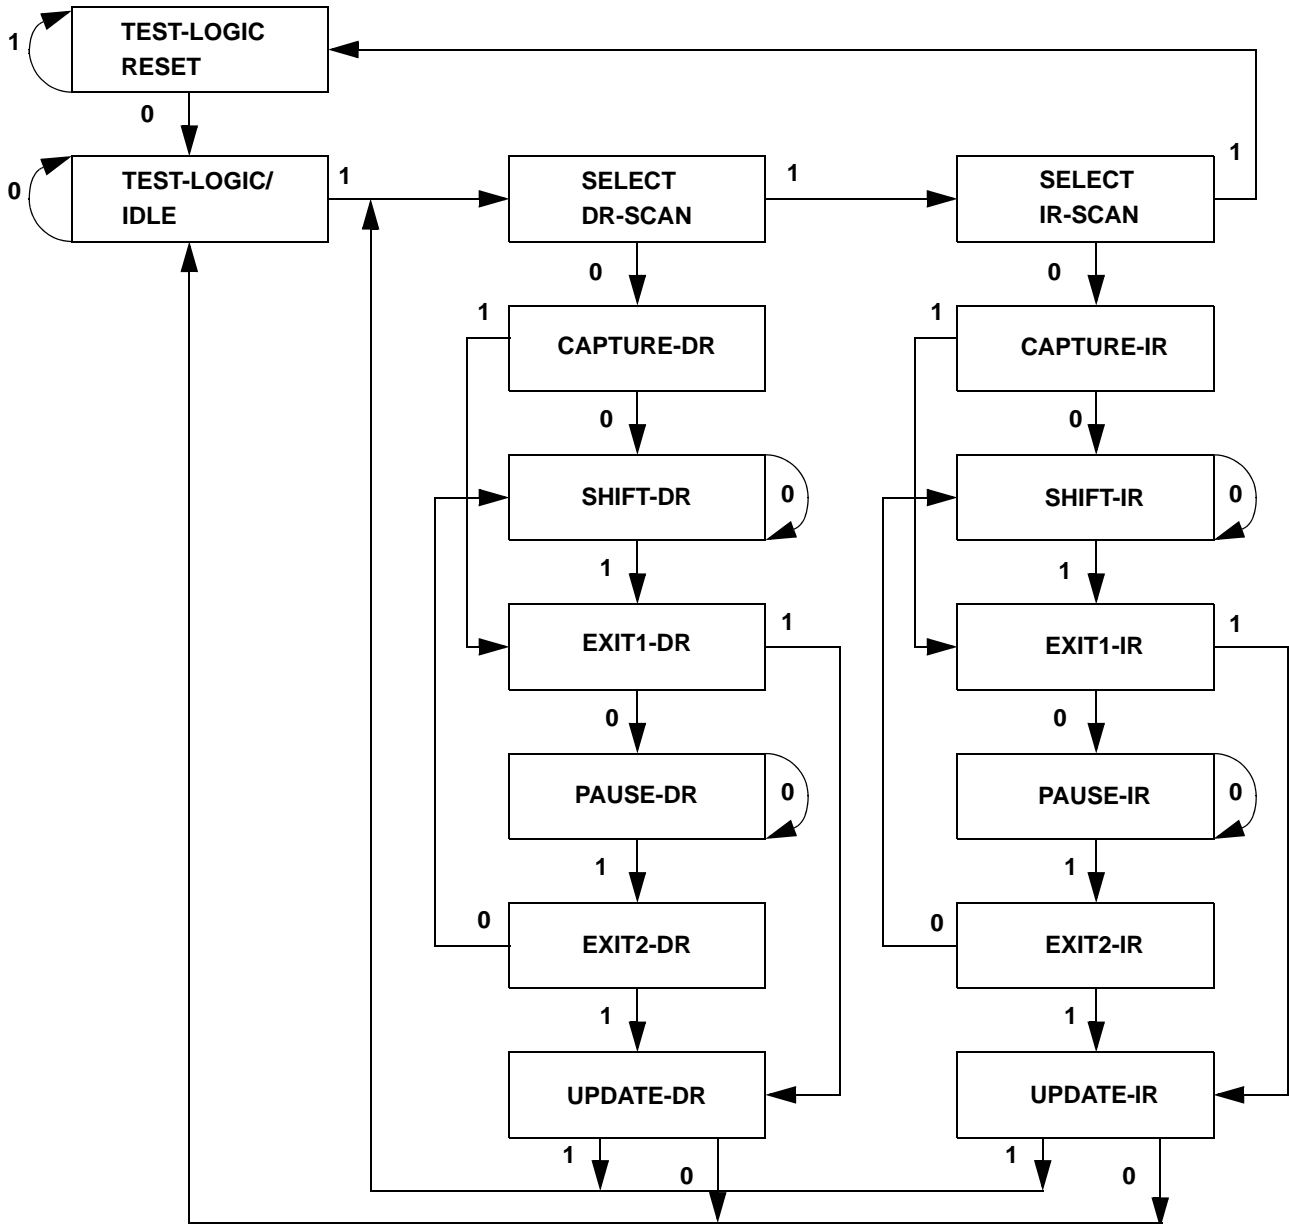 TEST-LOGIC
RESET
1
0
TEST-LOGIC/
IDLE
0
1
SELECT
DR-SCAN
1
SELECT
IR-SCAN
1
0
0
1
CAPTURE-DR
1
CAPTURE-IR
0
0
SHIFT-DR
0
SHIFT-IR
0
1
1
EXIT1-DR
1
EXIT1-IR
1
0
0
PAUSE-DR
0
PAUSE-IR
0
1
1
0
EXIT2-DR
0
EXIT2-IR
1
1
UPDATE-DR
UPDATE-IR
1
0
1
0